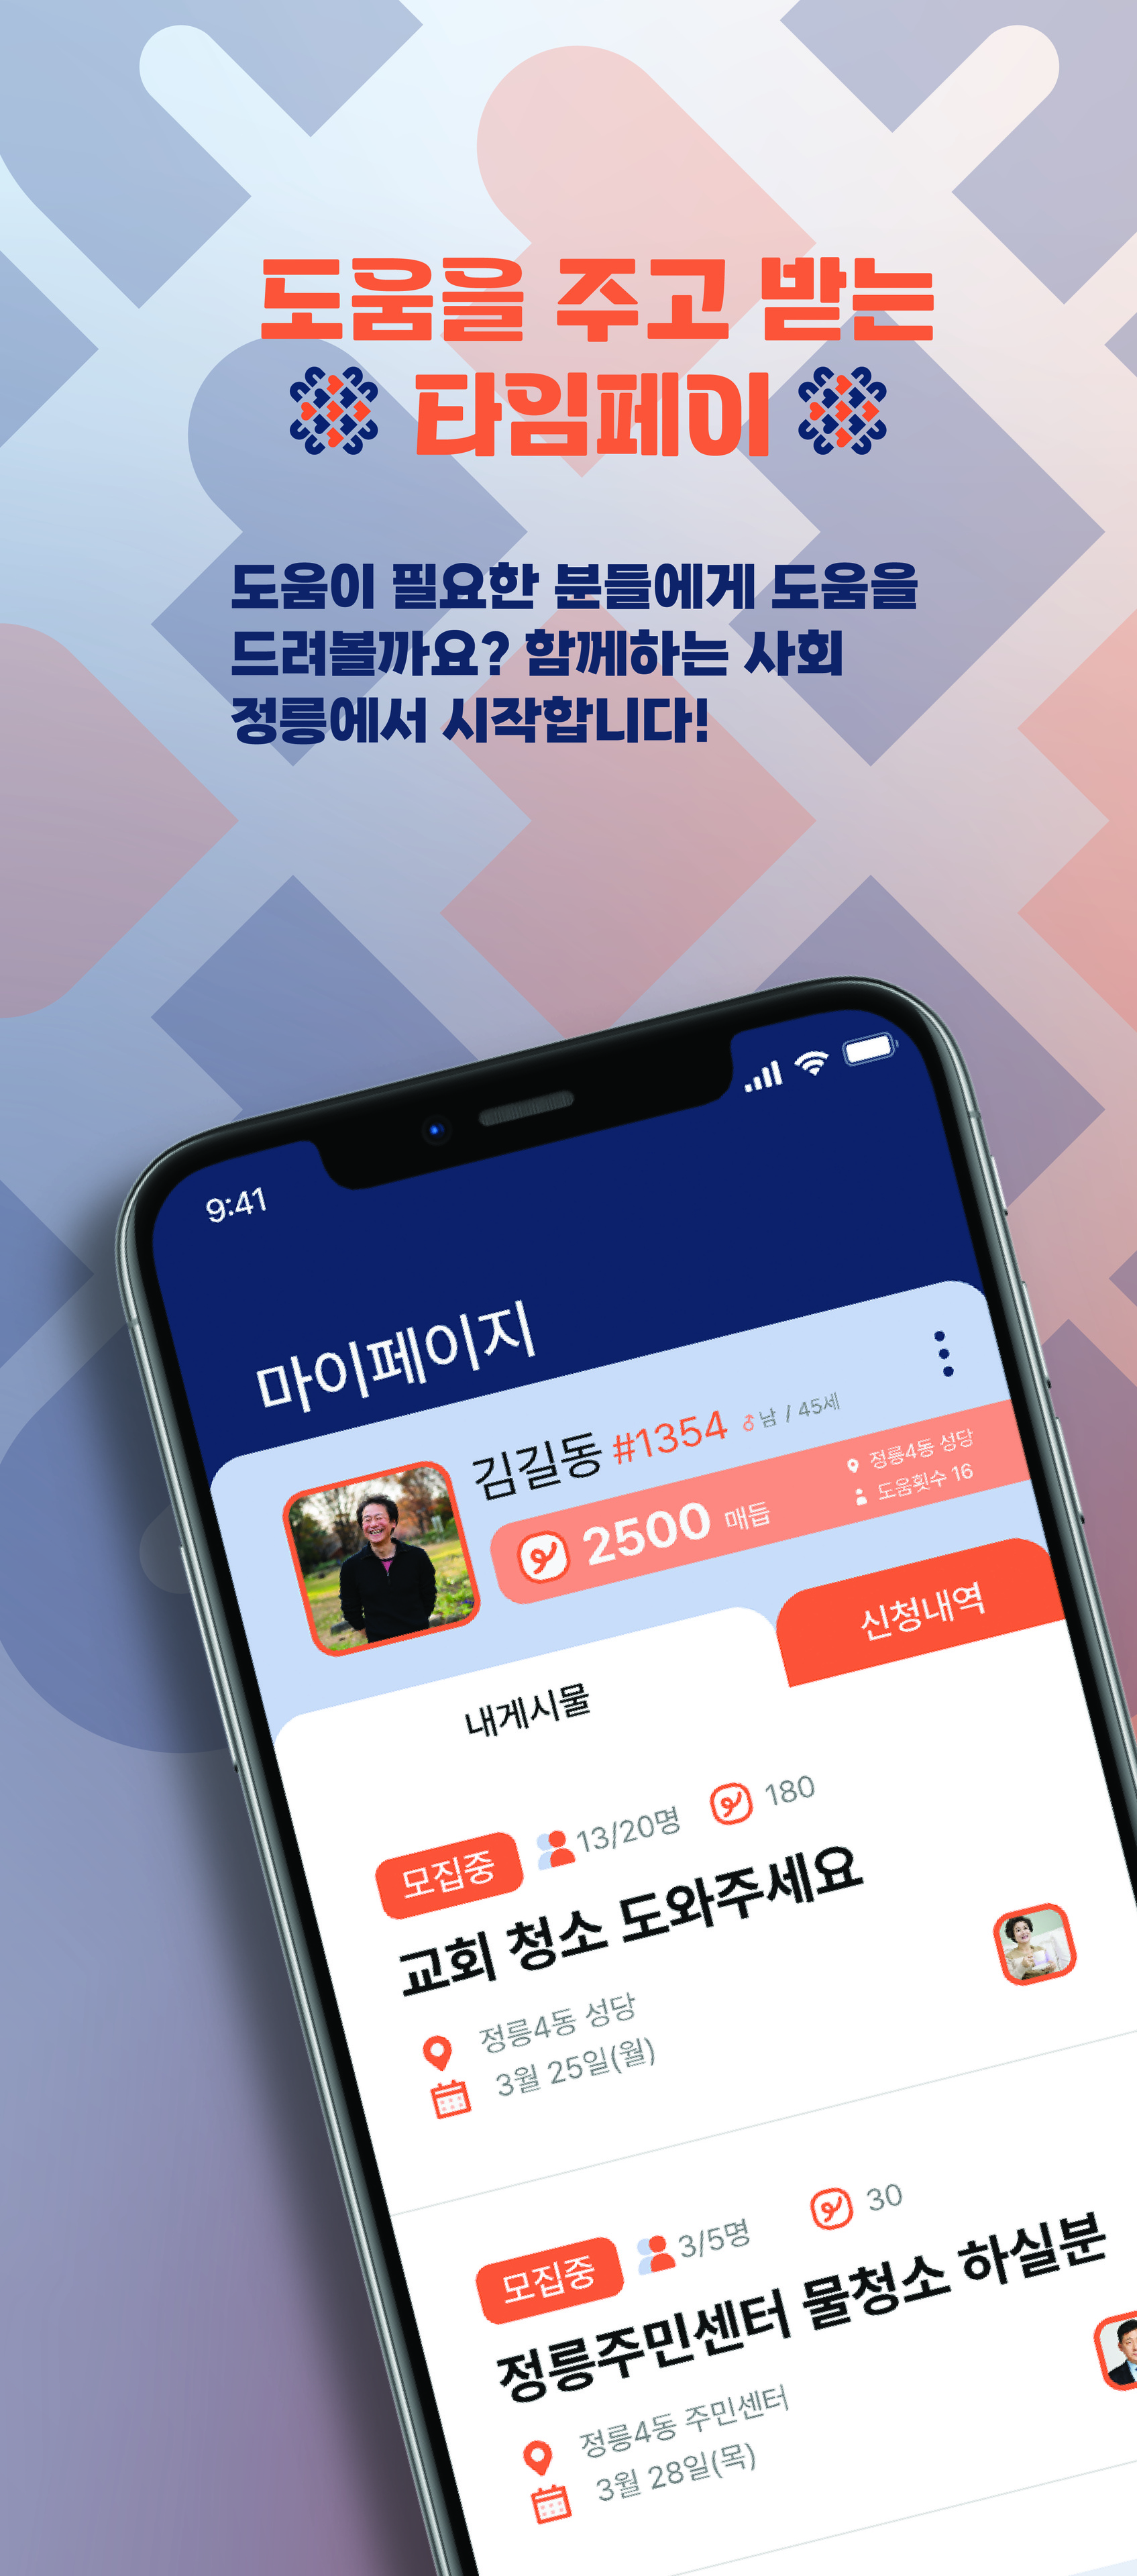 도움을 주고 받는
타임페이
도움이 필요한 분들에게 도움을
드려볼까요? 함께하는 사회
정릉에서 시작합니다!
9:41
마이페이지
김길동 #1354 남 / 45세
2500 매듭
정릉4동 성당
도움횟수 16
내게시물
신청내역
모집중 13/20명 180
교회 청소 도와주세요
정릉4동 성당
3월 25일(월)
모집중 3/5명 30
정릉주민센터 물청소 하실분
정릉4동 주민센터
3월 28일(목)